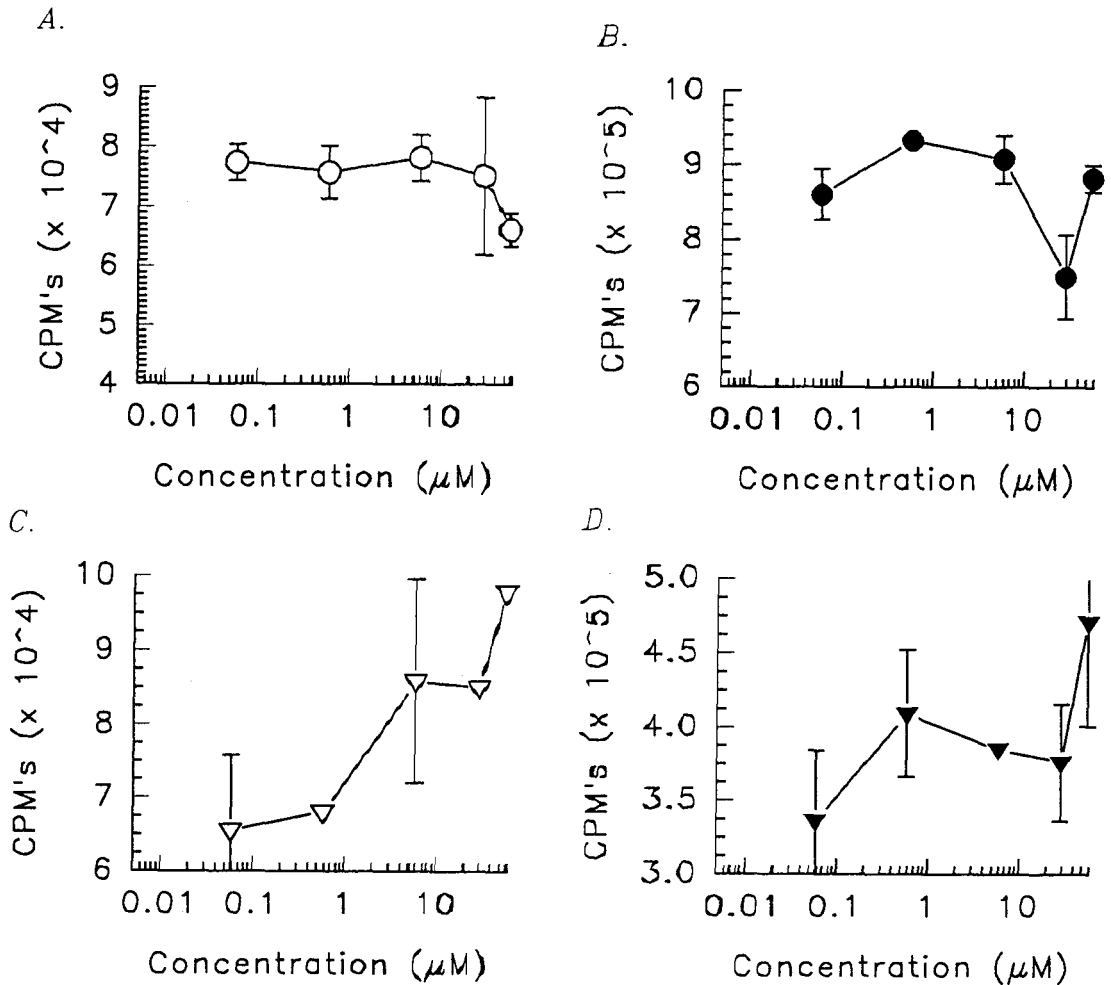 A.
CPM's (x 10^4)
9
8
7
6
5
4
0.01 0.1 1 10
Concentration (μM)
B.
CPM's (x 10^5)
10
9
8
7
6
0.01 0.1 1 10
Concentration (μM)
C.
CPM's (x 10^4)
10
9
8
7
6
0.01 0.1 1 10
Concentration (μM)
D.
CPM's (x 10^5)
5.0
4.5
4.0
3.5
3.0
0.01 0.1 1 10
Concentration (μM)